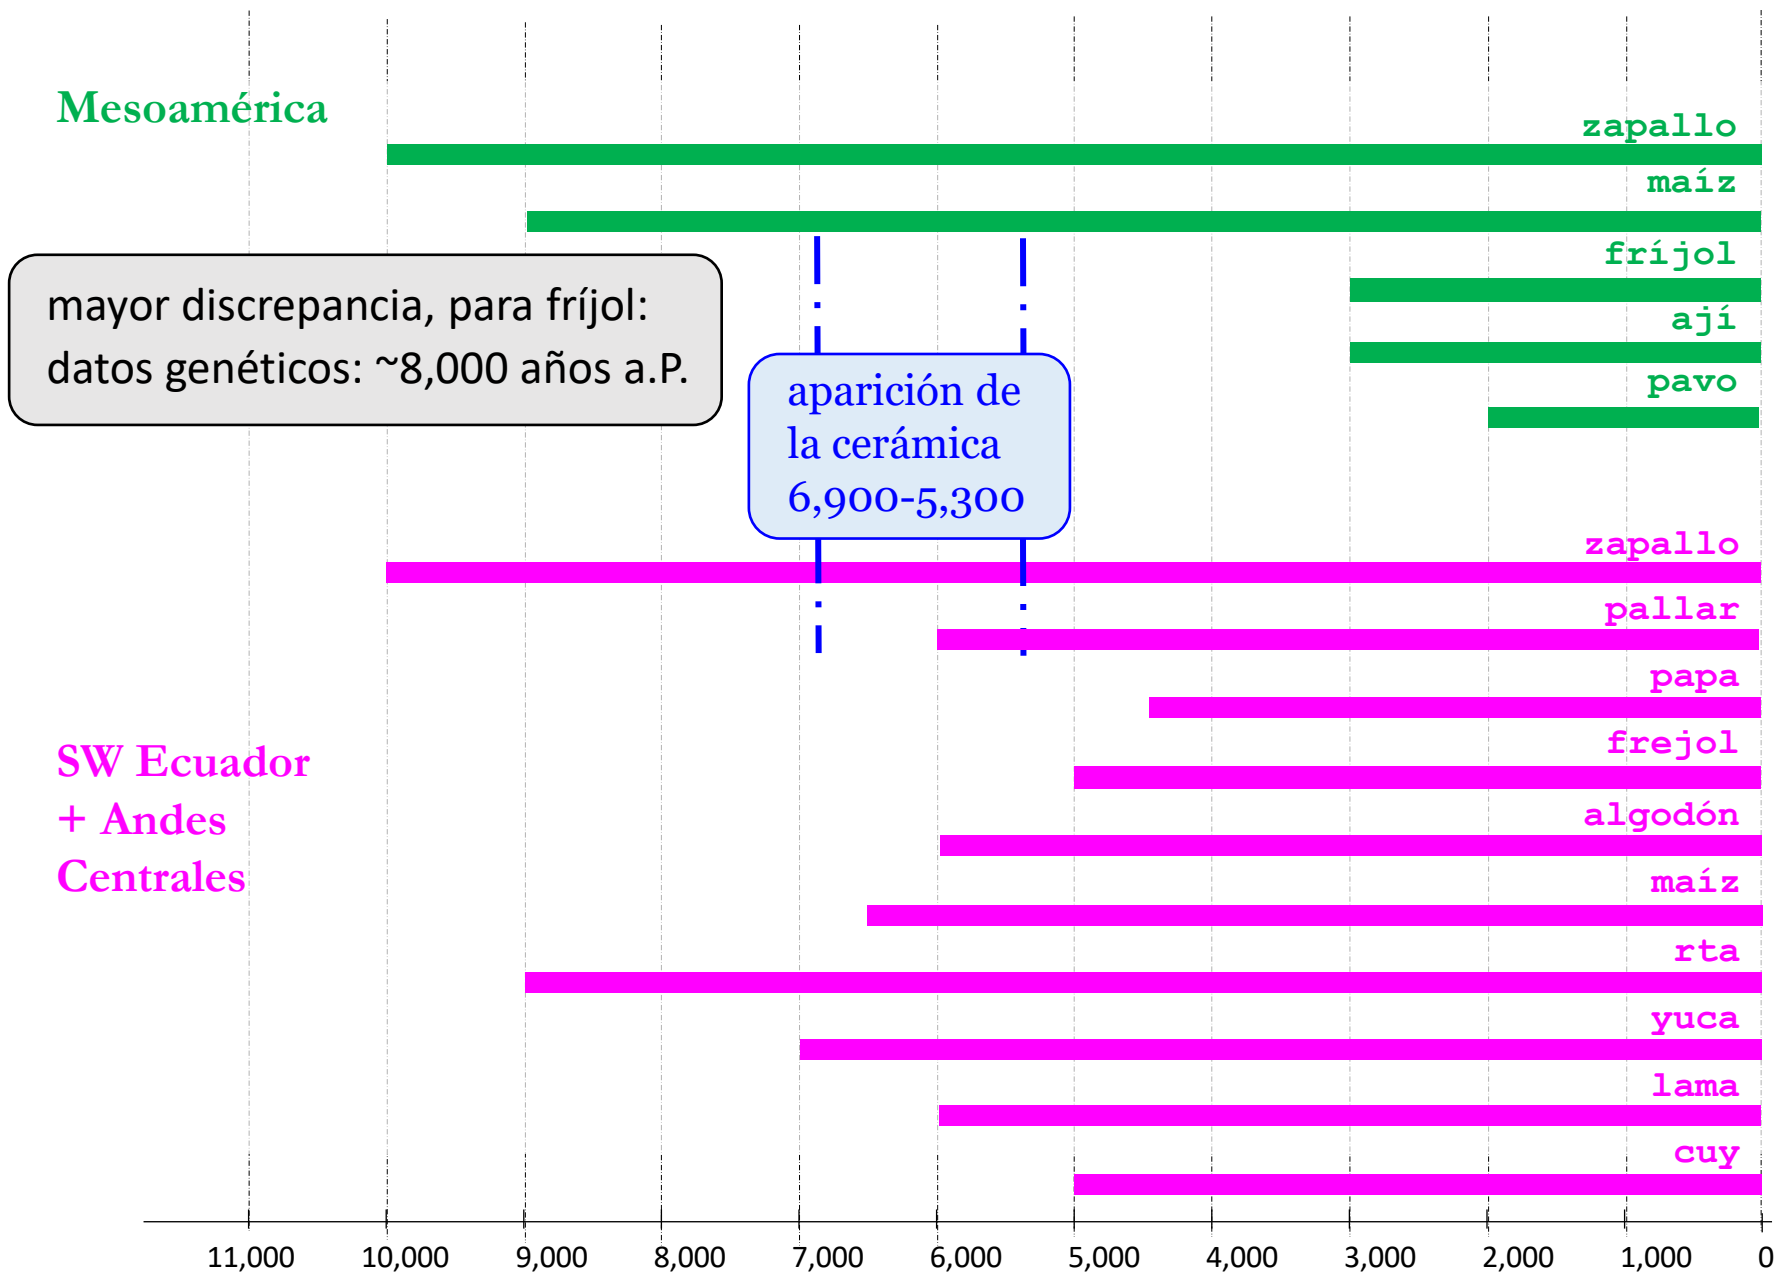 Mesoamérica
zapallo
maíz
fríjol
ají
pavo
mayor discrepancia, para fríjol:
datos genéticos: ~8,000 años a.P.
aparición de
la cerámica
6,900-5,300
zapallo
pallar
papa
frejol
algodón
maíz
rta
yuca
lama
cuy
SW Ecuador
+ Andes
Centrales
11,000 10,000 9,000 8,000 7,000 6,000 5,000 4,000 3,000 2,000 1,000 0